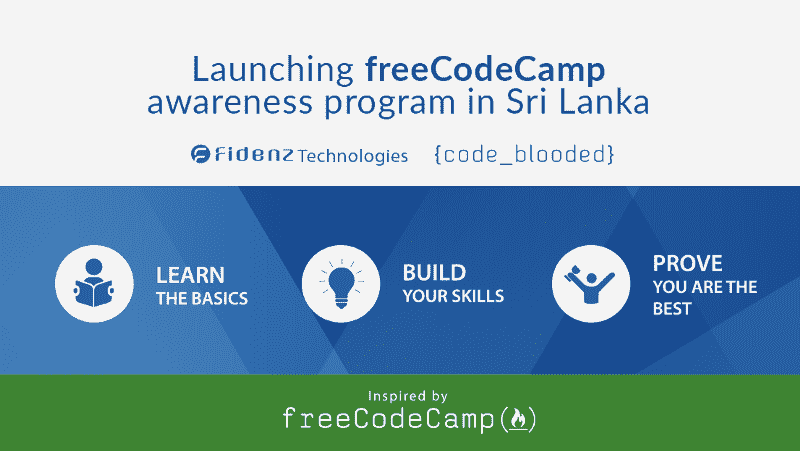 Launching freeCodeCamp
awareness program in Sri Lanka
Fidenz Technologies {code_blooded}
LEARN
THE BASICS
BUILD
YOUR SKILLS
PROVE
YOU ARE THE
BEST
Inspired by
freeCodeCamp